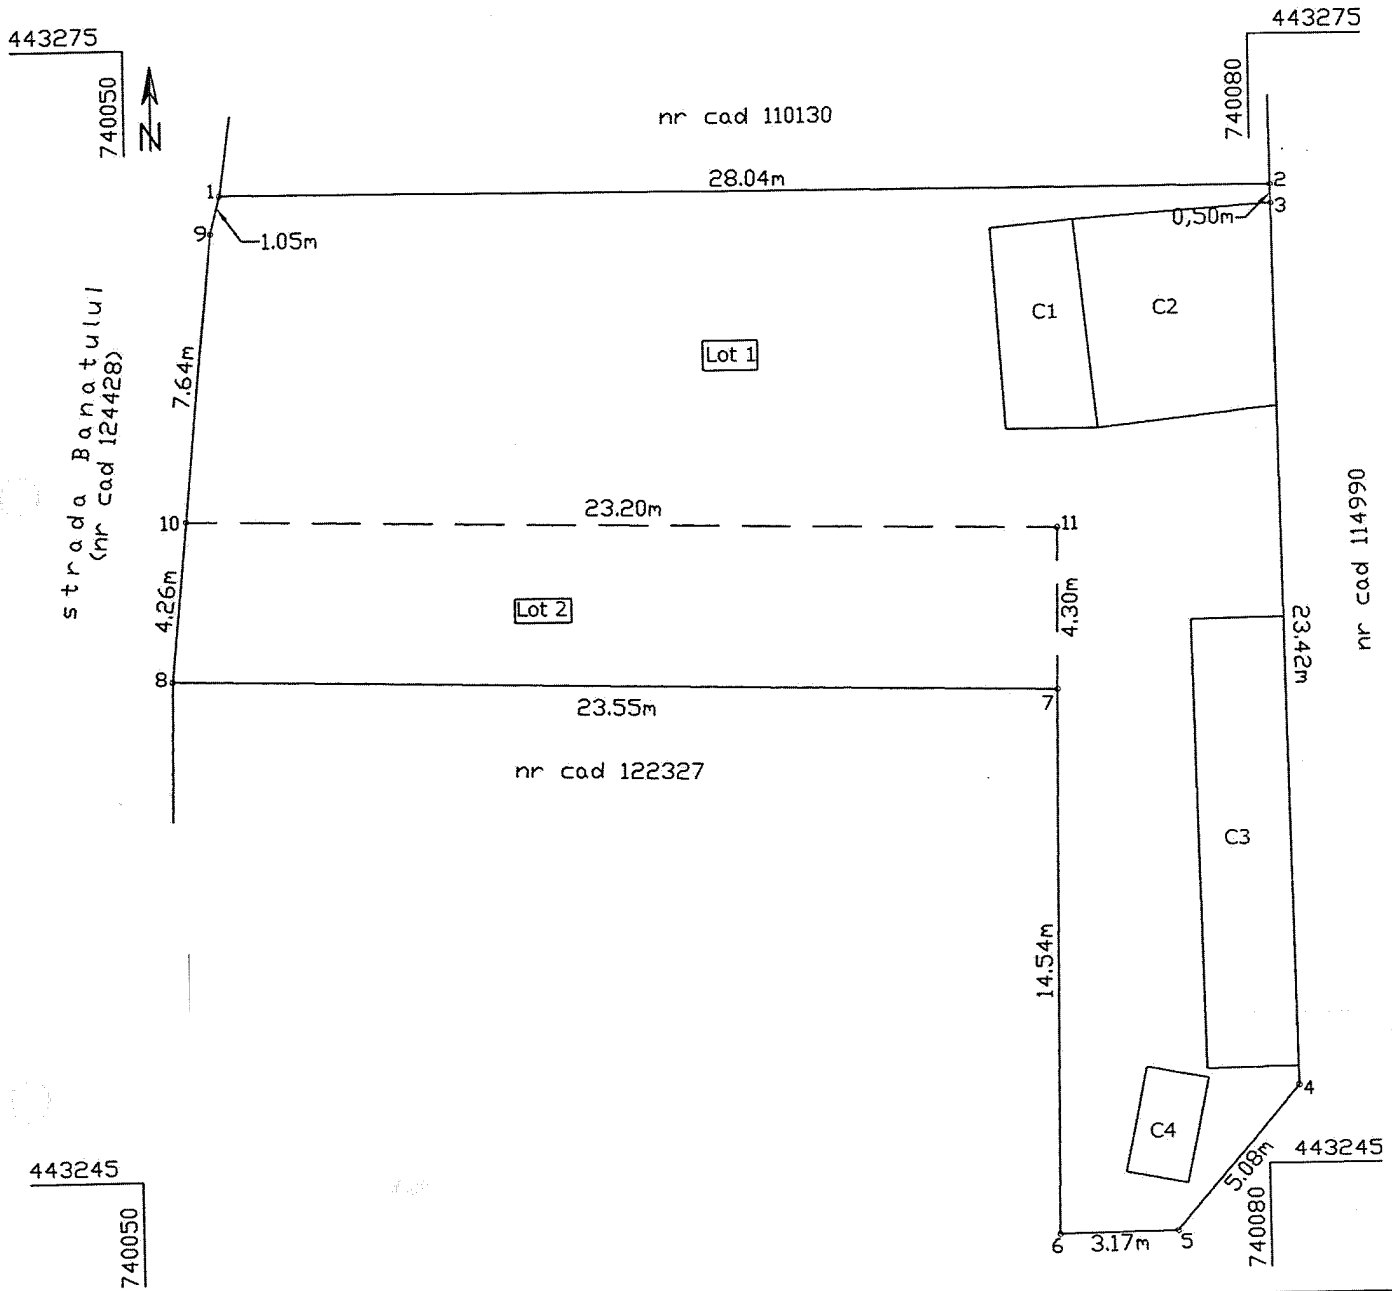 443275
443275
740050
740080
N
nr cad 110130
28.04m
1
2
3
0,50m
9
1.05m
C1
C2
Lot 1
strada Banatulul
(nr cad 124428)
7.64m
nr cad 114990
10
23.20m
11
4.26m
Lot 2
4.30m
23.42m
8
23.55m
7
nr cad 122327
C3
14.54m
4
C4
5.08m
443245
443245
740050
740080
6
3.17m
5